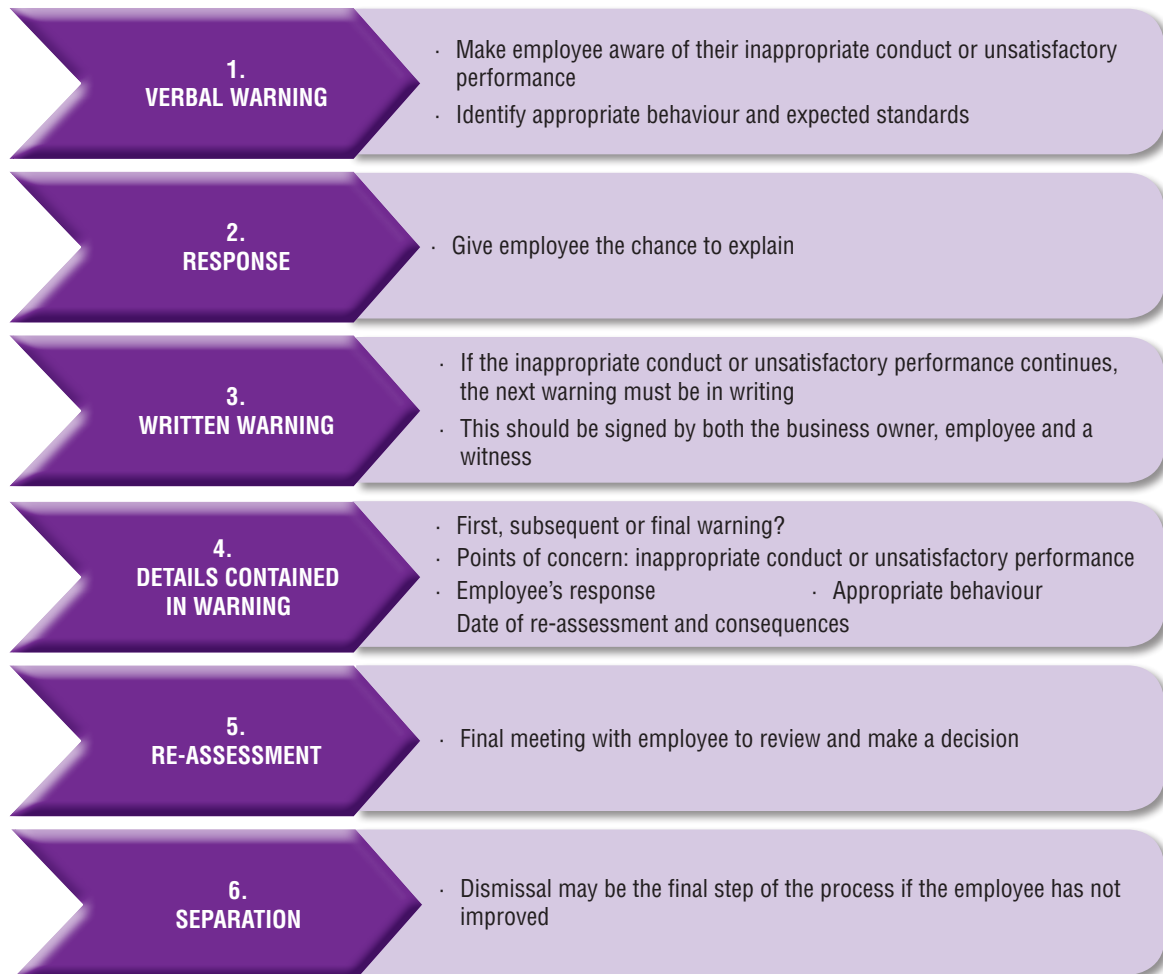 1.
VERBAL WARNING
· Make employee aware of their inappropriate conduct or unsatisfactory
performance
· Identify appropriate behaviour and expected standards
2.
RESPONSE
· Give employee the chance to explain
3.
WRITTEN WARNING
· If the inappropriate conduct or unsatisfactory performance continues,
the next warning must be in writing
· This should be signed by both the business owner, employee and a
witness
4.
DETAILS CONTAINED
IN WARNING
· First, subsequent or final warning?
· Points of concern: inappropriate conduct or unsatisfactory performance
· Employee’s response · Appropriate behaviour
Date of re-assessment and consequences
5.
RE-ASSESSMENT
· Final meeting with employee to review and make a decision
6.
SEPARATION
· Dismissal may be the final step of the process if the employee has not
improved